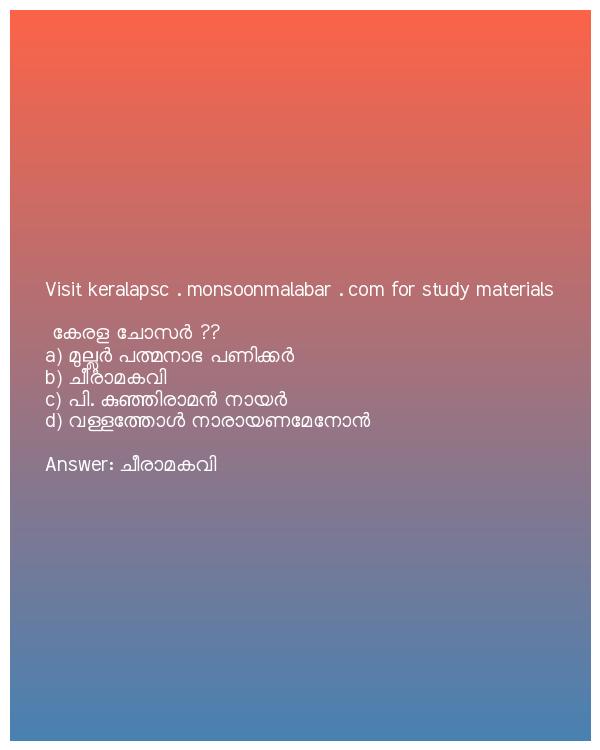 Visit keralapsc . monsoonmalabar . com for study materials
കേരള ചോസർ ??
a) മുല്ലൂർ പത്മനാഭ പണിക്കർ
b) ചീരാമകവി
c) പി. കുഞ്ഞിരാമൻ നായർ
d) വള്ളത്തോൾ നാരായണമേനോൻ
Answer: ചീരാമകവി